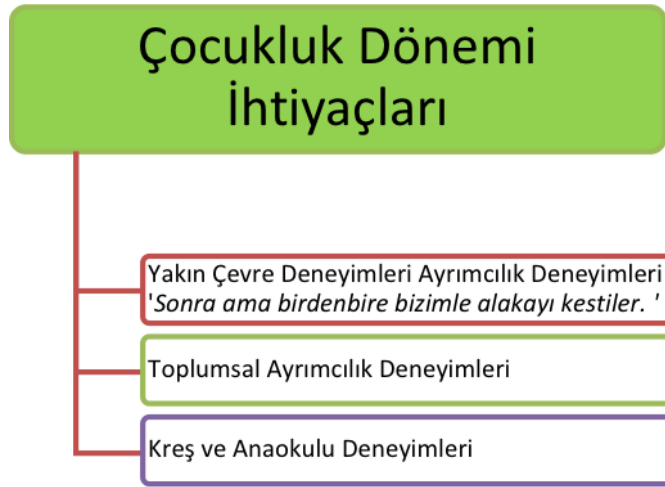 Çocukluk Dönemi
İhtiyaçları
Yakın Çevre Deneyimleri Ayrımcılık Deneyimleri
'Sonra ama birdenbire bizimle alakayı kestiler. '
Toplumsal Ayrımcılık Deneyimleri
Kreş ve Anaokulu Deneyimleri